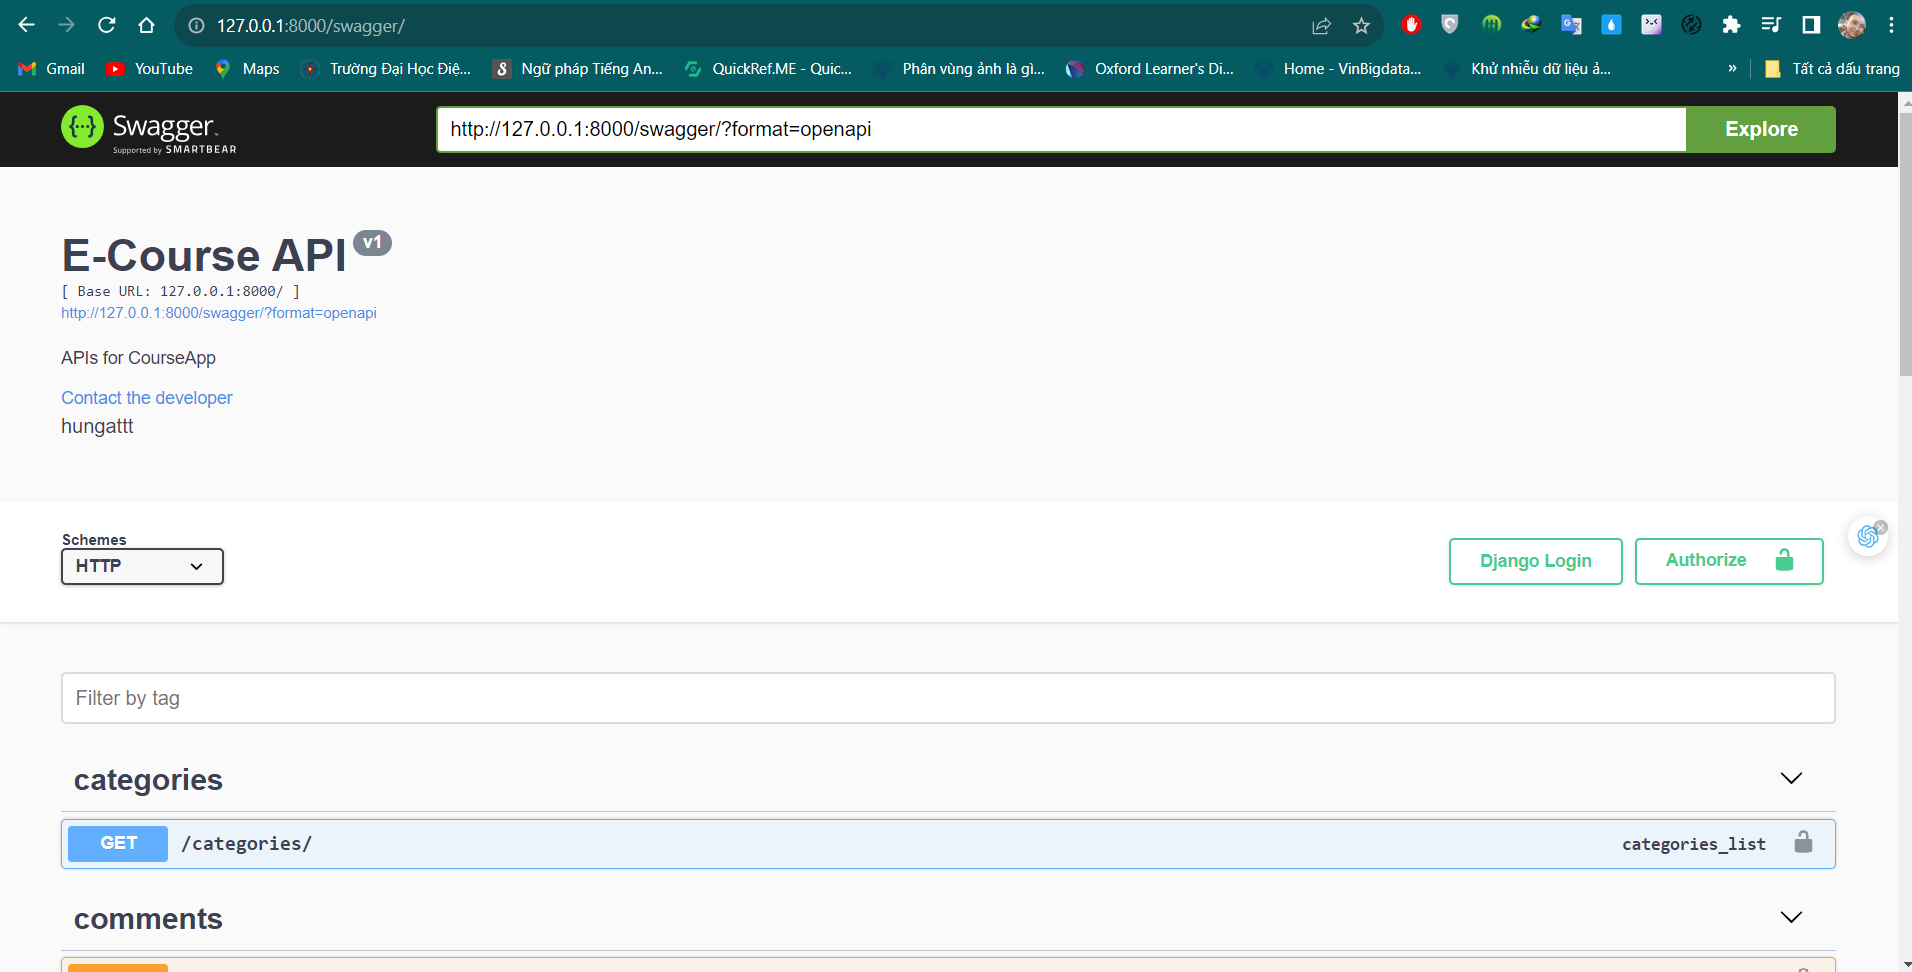 127.0.0.1:8000/swagger/
Gmail
YouTube
Maps
Trường Đại Học Điệ...
Ngữ pháp Tiếng An...
QuickRef.ME - Quic...
Phân vùng ảnh là gì...
Oxford Learner's Di...
Home - VinBigdata...
Khử nhiễu dữ liệu ả...
»
Tất cả dấu trang
Swagger
Supported by SMARTBEAR
http://127.0.0.1:8000/swagger/?format=openapi
Explore
E-Course API v1
[ Base URL: 127.0.0.1:8000/ ]
http://127.0.0.1:8000/swagger/?format=openapi
APIs for CourseApp
Contact the developer
hungattt
Schemes
HTTP
Django Login
Authorize
Filter by tag
categories
GET /categories/ categories_list
comments